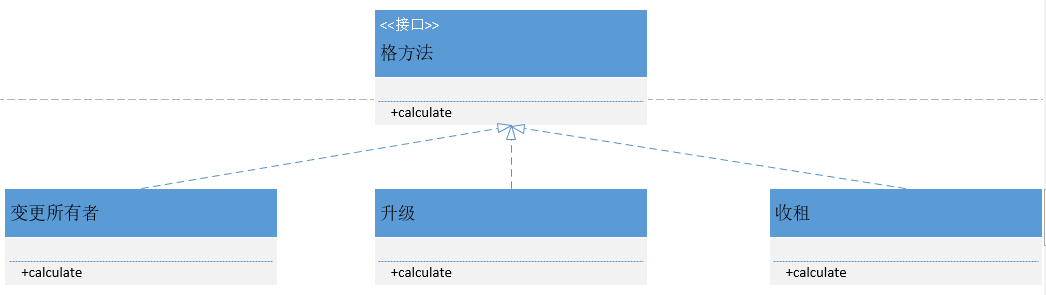 <<接口>>
格方法
+calculate
变更所有者
升级
收租
+calculate
+calculate
+calculate